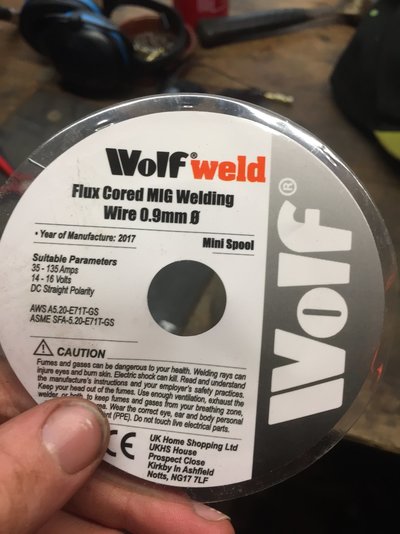 Wolf® weld
Flux Cored MIG Welding
Wire 0.9mm Ø
• Year of Manufacture: 2017
Mini Spool
Suitable Parameters
35 - 135 Amps
14 - 16 Volts
DC Straight Polarity
AWS A5.20-E71T-GS
ASME SFA-5.20-E71T-GS
CAUTION
Fumes and gases can be dangerous to your health. Welding rays can
injure eyes and burn skin. Electric shock can kill. Read and understand
the manufacturer's instructions and your employer's safety practices.
Keep your head out of the fumes. Use enough ventilation, exhaust the
welder, or both, to keep fumes and gases from your breathing zone,
Wear the correct eye, ear and body personal
(PPE). Do not touch live electrical parts.
CE
UK Home Shopping Ltd
UKHS House
Prospect Close
Kirkby in Ashfield
Notts, NG17 7LF
Wolf®